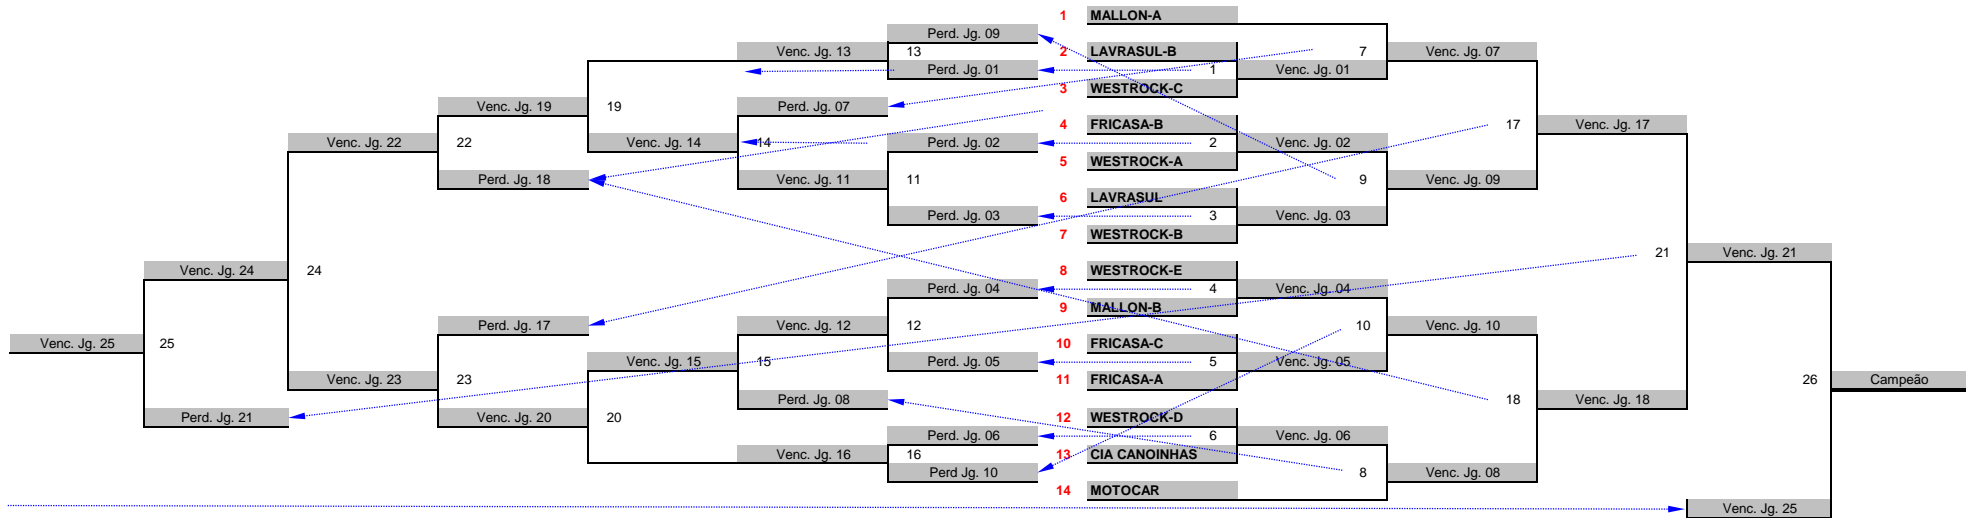 1 MALLON-A
Perd. Jg. 09
Venc. Jg. 13 13 2 LAVRASUL-B 7 Venc. Jg. 07
Perd. Jg. 01 1 Venc. Jg. 01
3 WESTROCK-C
Venc. Jg. 19 19 Perd. Jg. 07
4 FRICASA-B 17 Venc. Jg. 17
Venc. Jg. 22 22 Venc. Jg. 14 14 Perd. Jg. 02 2 Venc. Jg. 02
5 WESTROCK-A
Perd. Jg. 18 Venc. Jg. 11 11 9 Venc. Jg. 09
6 LAVRASUL
Perd. Jg. 03 3 Venc. Jg. 03
7 WESTROCK-B
21 Venc. Jg. 21
Venc. Jg. 24 24 8 WESTROCK-E
Perd. Jg. 04 4 Venc. Jg. 04
9 MALLON-B
Perd. Jg. 17 Venc. Jg. 12 12 10 Venc. Jg. 10
Venc. Jg. 25 25 10 FRICASA-C
Venc. Jg. 15 15 Perd. Jg. 05 5 Venc. Jg. 05
Venc. Jg. 23 23 11 FRICASA-A 26 Campeão
Perd. Jg. 08 18 Venc. Jg. 18
Perd. Jg. 21 Venc. Jg. 20 20 12 WESTROCK-D
Perd. Jg. 06 6 Venc. Jg. 06
Venc. Jg. 16 16 13 CIA CANOINHAS
Perd Jg. 10 8 Venc. Jg. 08
14 MOTOCAR
Venc. Jg. 25